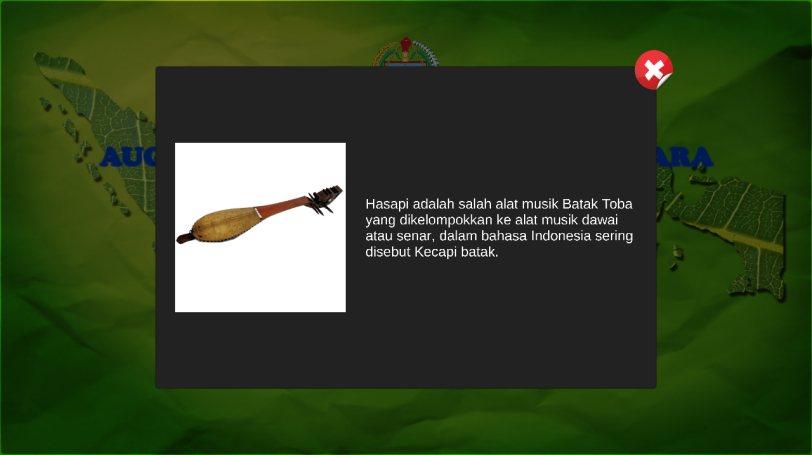 Hasapi adalah salah alat musik Batak Toba
yang dikelompokkan ke alat musik dawai
atau senar, dalam bahasa Indonesia sering
disebut Kecapi batak.